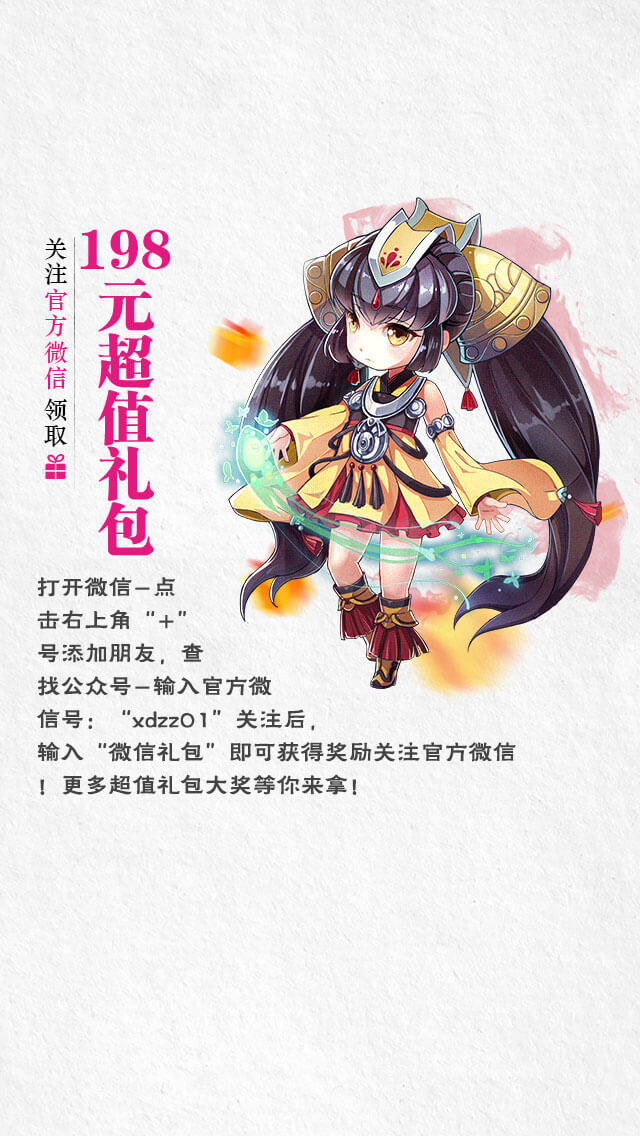 198元超值礼包
关注官方微信 领取
打开微信–点
击右上角“+”
号添加朋友，查
找公众号–输入官方微
信号：“xdzz01”关注后，
输入“微信礼包”即可获得奖励关注官方微信
！更多超值礼包大奖等你来拿！